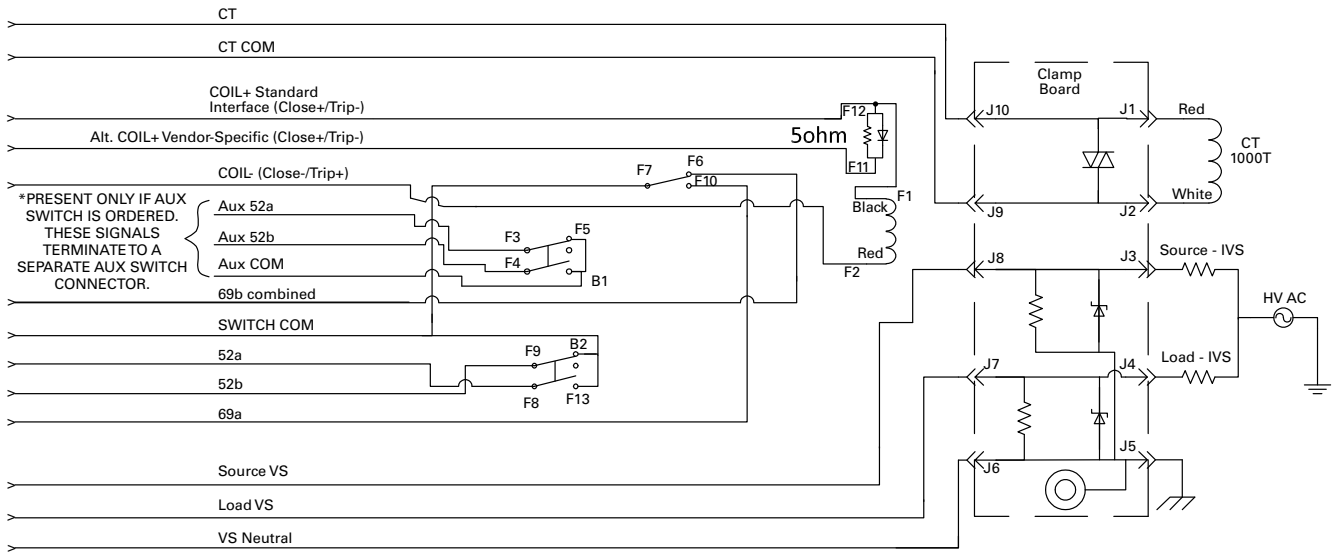 CT
CT COM
COIL+ Standard
Interface (Close+/Trip-)
Alt. COIL+ Vendor-Specific (Close+/Trip-)
COIL- (Close-/Trip+)
*PRESENT ONLY IF AUX
SWITCH IS ORDERED.
THESE SIGNALS
TERMINATE TO A
SEPARATE AUX SWITCH
CONNECTOR.
Aux 52a
Aux 52b
Aux COM
69b combined
SWITCH COM
52a
52b
69a
Source VS
Load VS
VS Neutral
F3
F4
F5
B1
F9
F8
B2
F13
F7
F6
F10
5ohm
F12
F11
F1
Black
Red
F2
Clamp
Board
J10
J1
Red
CT
1000T
J9
J2
White
J8
J3
Source - IVS
HV AC
J7
J4
Load - IVS
J6
J5